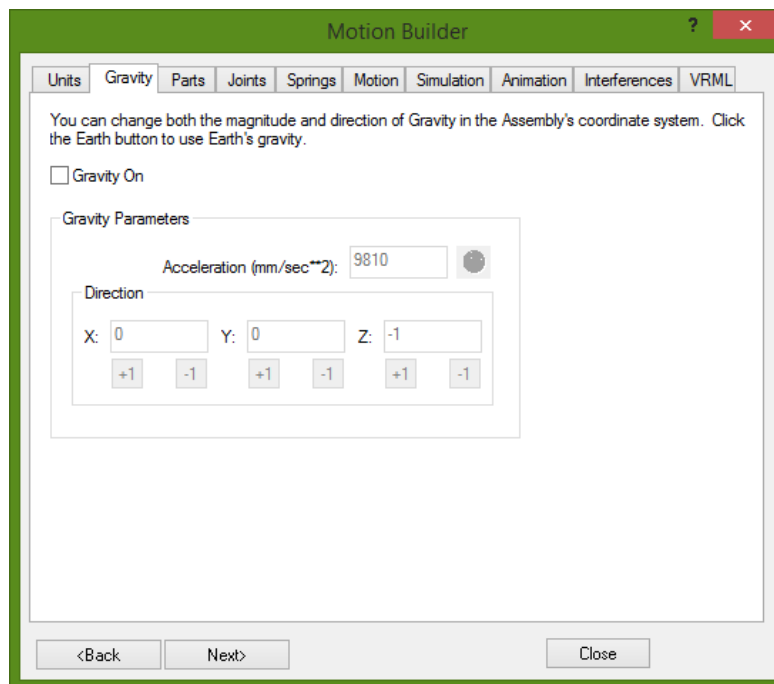 Motion Builder ? ×
Units Gravity Parts Joints Springs Motion Simulation Animation Interferences VRML
You can change both the magnitude and direction of Gravity in the Assembly's coordinate system. Click
the Earth button to use Earth's gravity.
Gravity On
Gravity Parameters
Acceleration (mm/sec**2): 9810
Direction
X: 0 Y: 0 Z: -1
+1 -1 +1 -1 +1 -1
<Back Next> Close